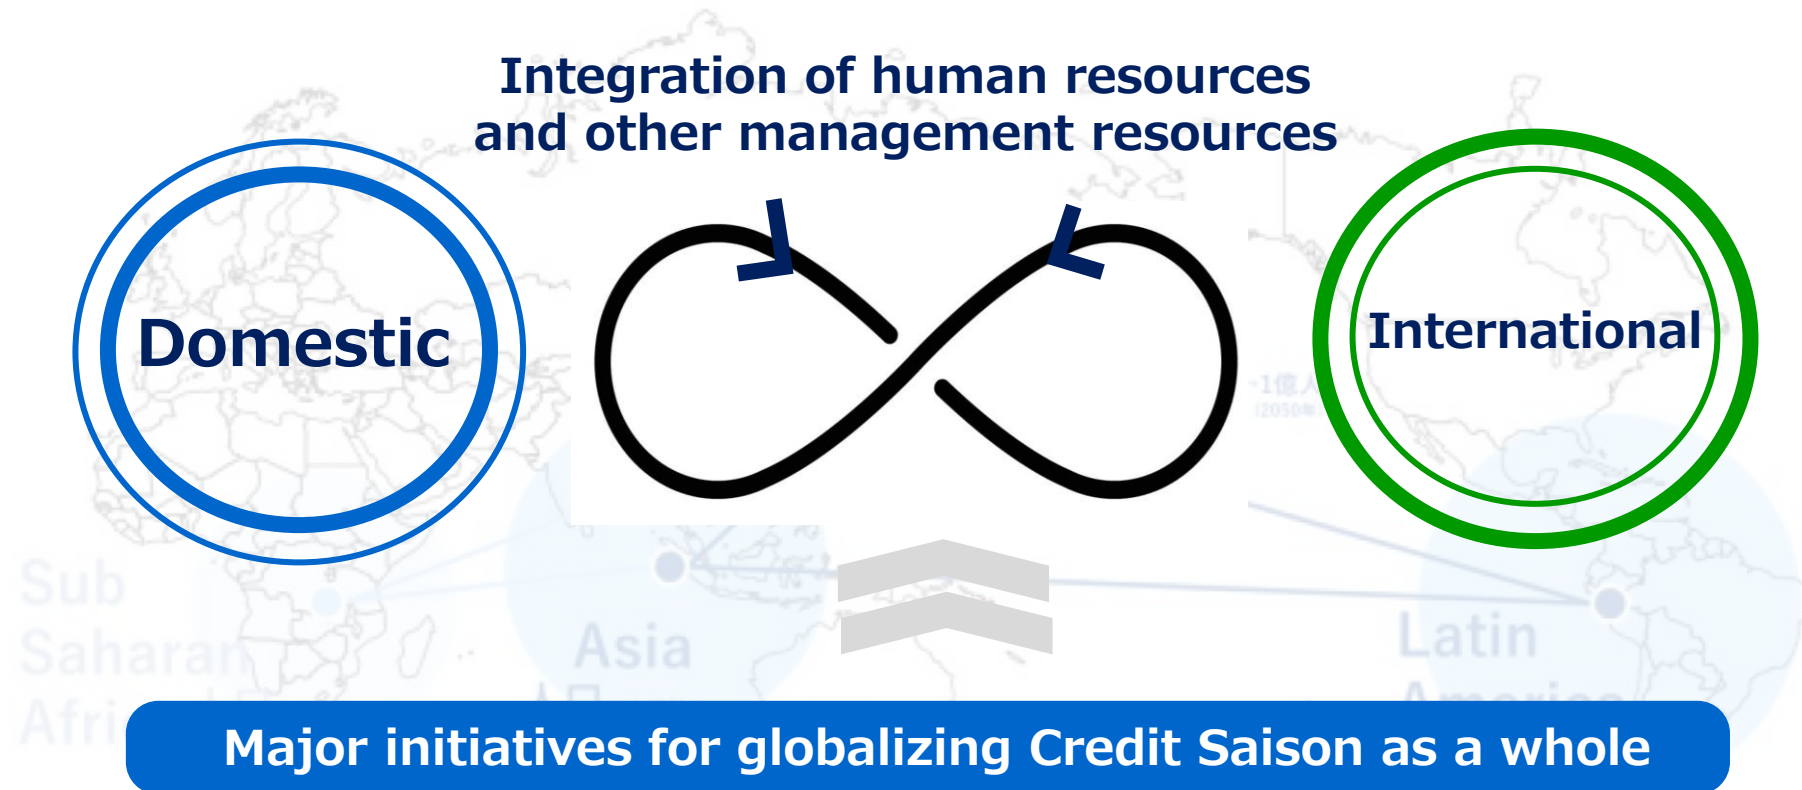 Integration of human resources
and other management resources
Domestic
International
Sub
Saharan
Asia
Latin
America
Major initiatives for globalizing Credit Saison as a whole